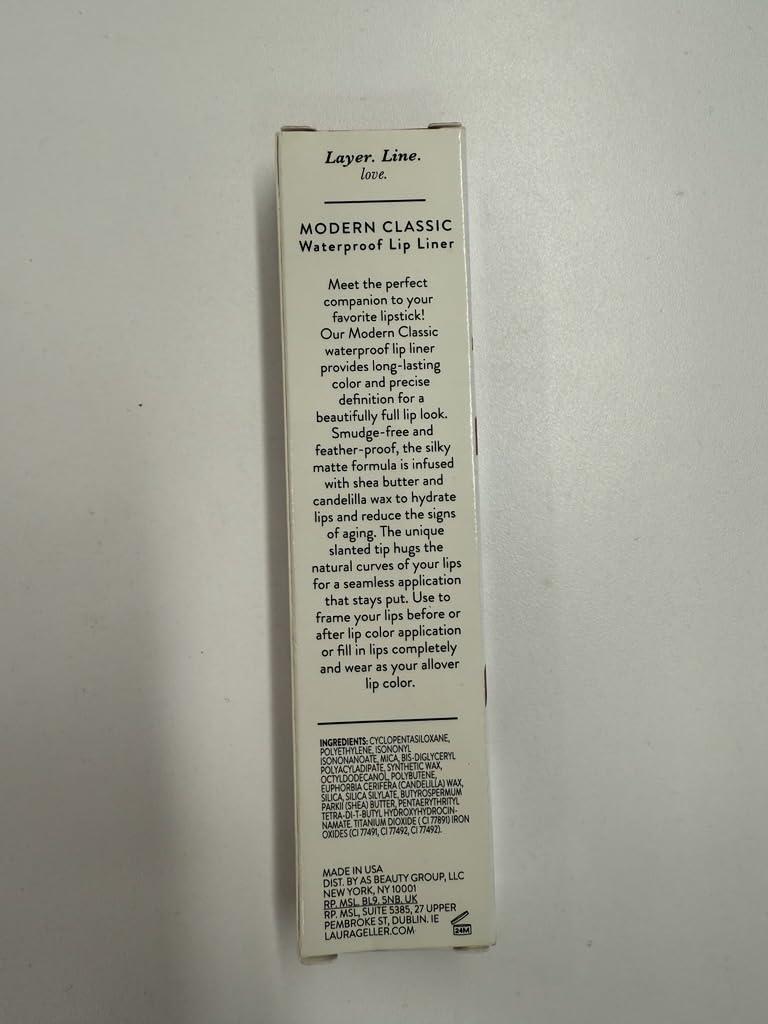 Layer. Line.
love.
MODERN CLASSIC
Waterproof Lip Liner
Meet the perfect
companion to your
favorite lipstick!
Our Modern Classic
waterproof lip liner
provides long-lasting
color and precise
definition for a
beautifully full lip look.
Smudge-free and
feather-proof, the silky
matte formula is infused
with shea butter and
candelilla wax to hydrate
lips and reduce the signs
of aging. The unique
slanted tip hugs the
natural curves of your lips
for a seamless application
that stays put. Use to
frame your lips before or
after lip color application
or fill in lips completely
and wear as your allover
lip color.
INGREDIENTS: CYCLOPENTASILOXANE,
POLYETHYLENE, ISONONYL
ISONONANOATE, MICA, BIS-DIGLYCERYL
POLYACYLADIPATE, SYNTHETIC WAX,
OCTYLDODECANOL, POLYBUTENE,
EUPHORBIA CERIFERA (CANDELILLA) WAX,
SILICA, SILICA SILYLATE, BUTYROSPERMUM
PARKII (SHEA) BUTTER, PENTAERYTHRITYL
TETRA-DI-T-BUTYL HYDROXYHYDROCIN-
NAMATE, TITANIUM DIOXIDE ( CI 77891) IRON
OXIDES (CI 77491, CI 77492, CI 77492).
MADE IN USA
DIST. BY AS BEAUTY GROUP, LLC
NEW YORK, NY 10001
RP. MSL. BL9. 5NB. UK
RP. MSL, SUITE 5385, 27 UPPER
PEMBROKE ST, DUBLIN. IE
LAURAGELLER.COM
24M